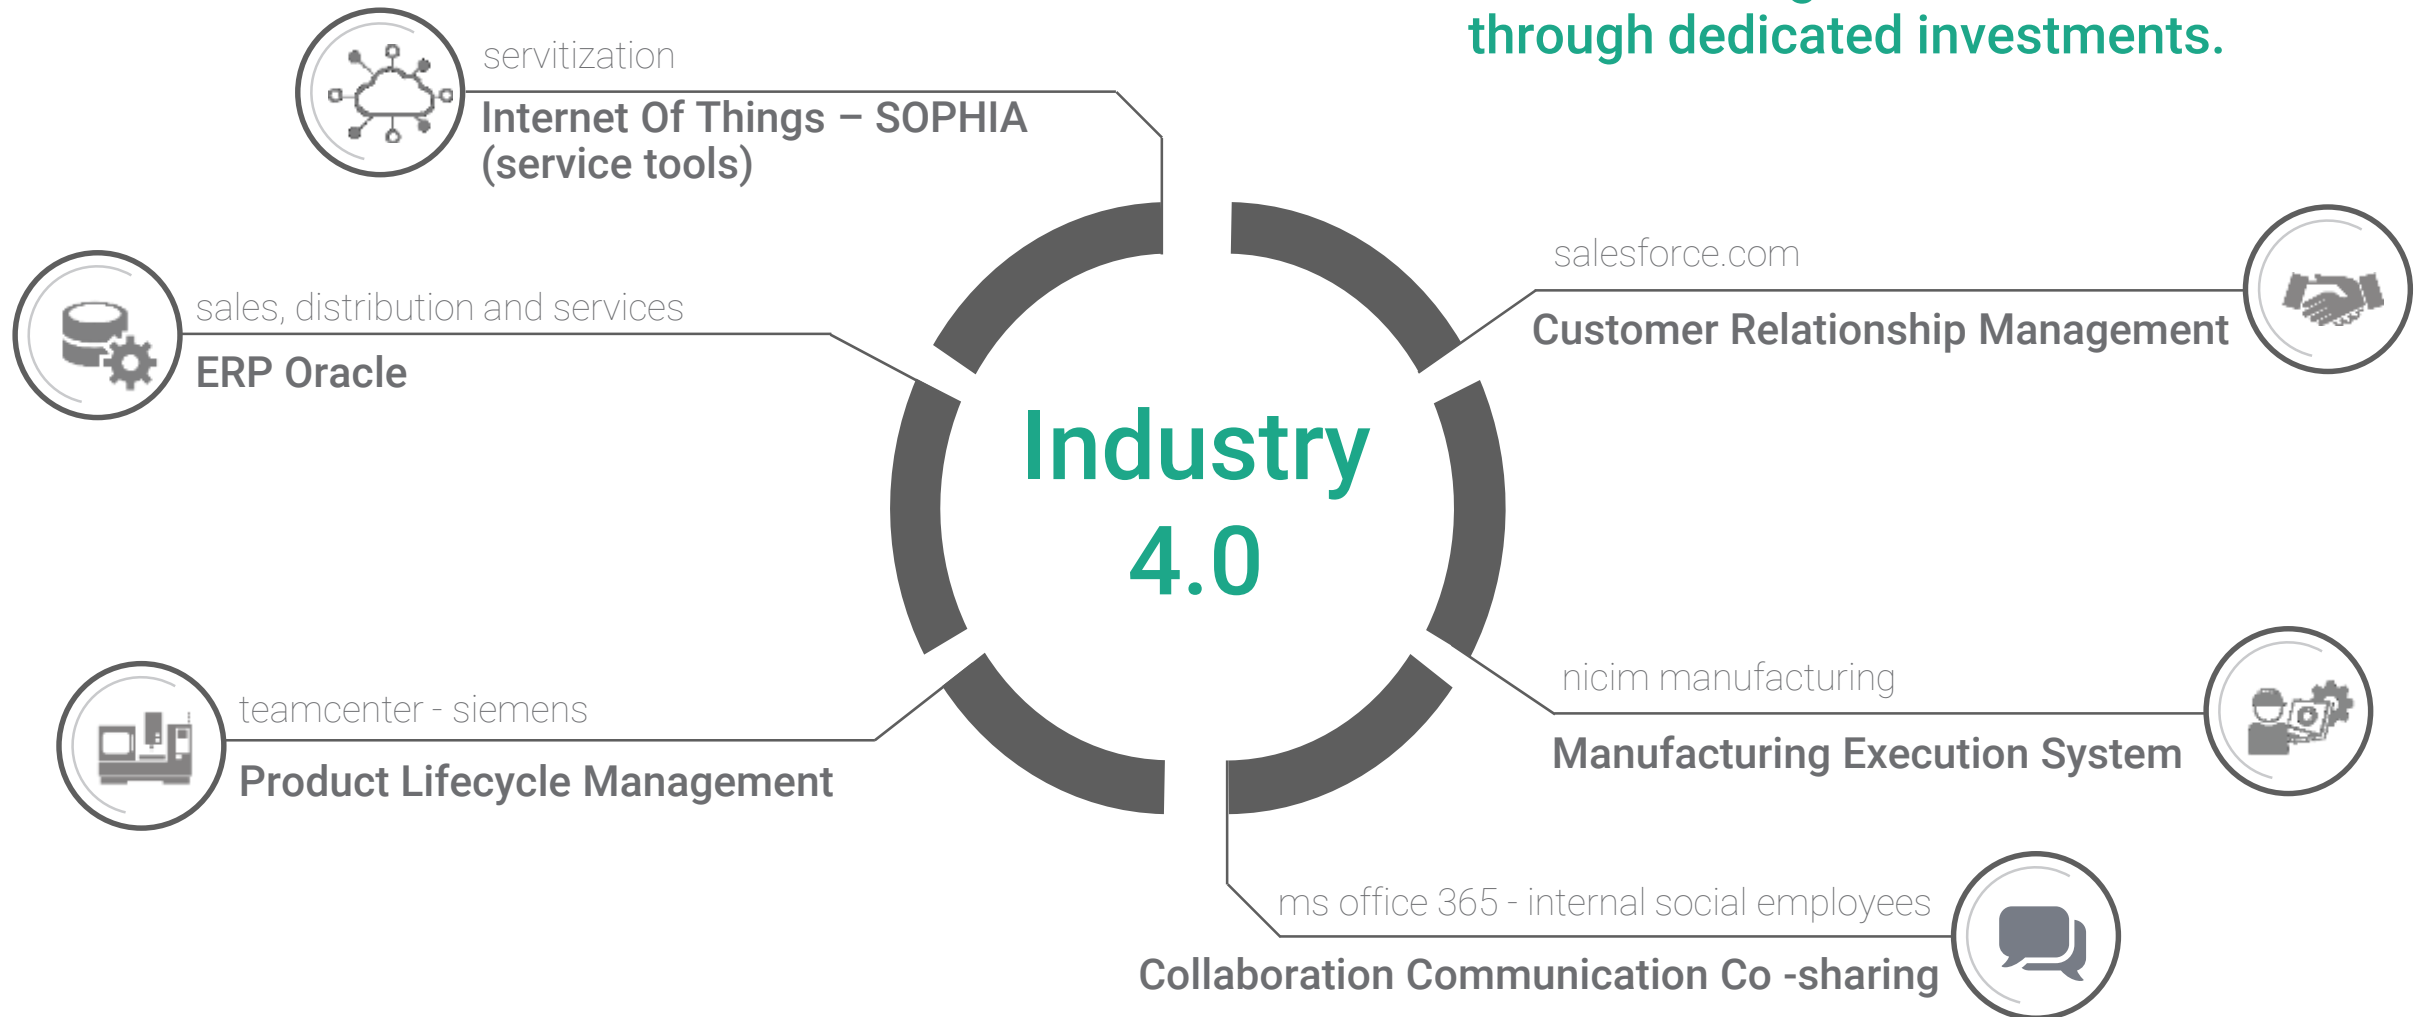 through dedicated investments.
servitization
Internet Of Things – SOPHIA
(service tools)
salesforce.com
Customer Relationship Management
sales, distribution and services
ERP Oracle
Industry
4.0
nicim manufacturing
Manufacturing Execution System
teamcenter - siemens
Product Lifecycle Management
ms office 365 - internal social employees
Collaboration Communication Co -sharing